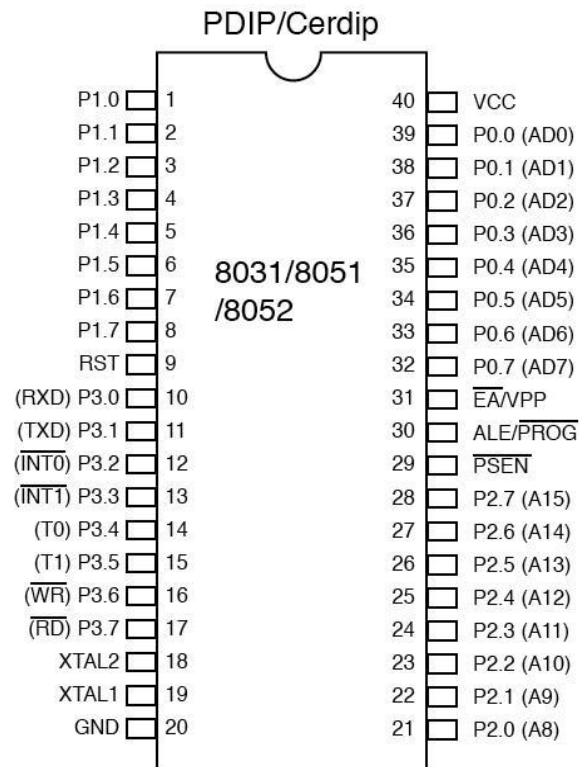 PDIP/Cerdip
P1.0 1 40 VCC
P1.1 2 39 P0.0 (AD0)
P1.2 3 38 P0.1 (AD1)
P1.3 4 37 P0.2 (AD2)
P1.4 5 36 P0.3 (AD3)
P1.5 6 35 P0.4 (AD4)
8031/8051
P1.6 7 34 P0.5 (AD5)
/8052
P1.7 8 33 P0.6 (AD6)
RST 9 32 P0.7 (AD7)
(RXD) P3.0 10 31 E̅A̅/VPP
(TXD) P3.1 11 30 ALE/P̅R̅O̅G̅
(I̅N̅T̅0̅) P3.2 12 29 P̅S̅E̅N̅
(I̅N̅T̅1̅) P3.3 13 28 P2.7 (A15)
(T0) P3.4 14 27 P2.6 (A14)
(T1) P3.5 15 26 P2.5 (A13)
(W̅R̅) P3.6 16 25 P2.4 (A12)
(R̅D̅) P3.7 17 24 P2.3 (A11)
XTAL2 18 23 P2.2 (A10)
XTAL1 19 22 P2.1 (A9)
GND 20 21 P2.0 (A8)